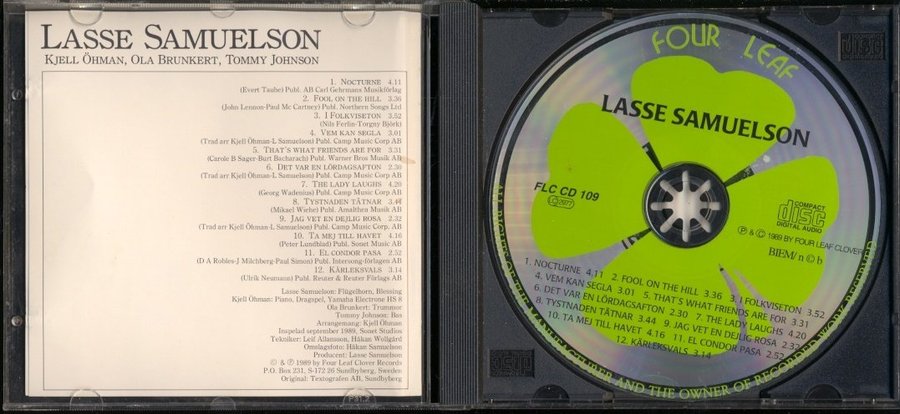 LASSE SAMUELSON
KJELL ÖHMAN, OLA BRUNKERT, TOMMY JOHNSON
1. NOCTURNE 4.11
(Evert Taube) Publ. AB Carl Gehrmans Musikförlag
2. FOOL ON THE HILL 3.36
(John Lennon-Paul Mc Cartney) Publ. Northern Songs Ltd
3. I FOLKVISETON 3.52
(Nils Ferlin-Torgny Björk)
4. VEM KAN SEGLA 3.01
(Trad arr Kjell Öhman-L Samuelson) Publ. Camp Music Corp AB
5. THAT'S WHAT FRIENDS ARE FOR 3.31
(Carole B Sager-Burt Bacharach) Publ. Warner Bros Musik AB
6. DET VAR EN LÖRDAGSAFTON 2.30
(Trad arr Kjell Öhman-L Samuelson) Publ. Camp Music Corp AB
7. THE LADY LAUGHS 4.20
(Georg Wadenius) Publ. Camp Music Corp AB
8. TYSTNADEN TÄTNAR 3.44
(Mikael Wiehe) Publ. Amalthea Musik AB
9. JAG VET EN DEJLIG ROSA 2.32
(Trad arr Kjell Öhman-L Samuelson) Publ. Camp Music Corp. AB
10. TA MEJ TILL HAVET 4.16
(Peter Lundblad) Publ. Sonet Music AB
11. EL CONDOR PASA 2.52
(D A Robles-J Milchberg-Paul Simon) Publ. Intersong-förlagen AB
12. KÄRLEKSVALS 3.14
(Ulrik Neumann) Publ. Reuter & Reuter Förlags AB
Lasse Samuelson: Flügelhorn, Blessing
Kjell Öhman: Piano, Dragspel, Yamaha Electrone HS 8
Ola Brunkert: Trummor
Tommy Johnson: Bas
Arrangemang: Kjell Öhman
Inspelad september 1989, Sonet Studios
Tekniker: Leif Allansson, Håkan Wollgård
Omslagsfoto: Håkan Samuelson
Producent: Lasse Samuelson
© & ℗ 1989 by Four Leaf Clover Records
P.O. Box 231, S-172 26 Sundbyberg, Sweden
Original: Textografen AB, Sundbyberg
FOUR LEAF
LASSE SAMUELSON
FLC CD 109
LC 2977
COMPACT
disc
DIGITAL AUDIO
℗ & © 1989 BY FOUR LEAF CLOVER
BIEM/n©b
1. NOCTURNE 4.11 2. FOOL ON THE HILL 3.36 3. I FOLKVISETON 3.52
4. VEM KAN SEGLA 3.01 5. THAT'S WHAT FRIENDS ARE FOR 3.31
6. DET VAR EN LÖRDAGSAFTON 2.30 7. THE LADY LAUGHS 4.20
8. TYSTNADEN TÄTNAR 3.44 9. JAG VET EN DEJLIG ROSA 2.32
10. TA MEJ TILL HAVET 4.16 11. EL CONDOR PASA 2.52
12. KÄRLEKSVALS 3.14
AND THE OWNER OF
disc
disc